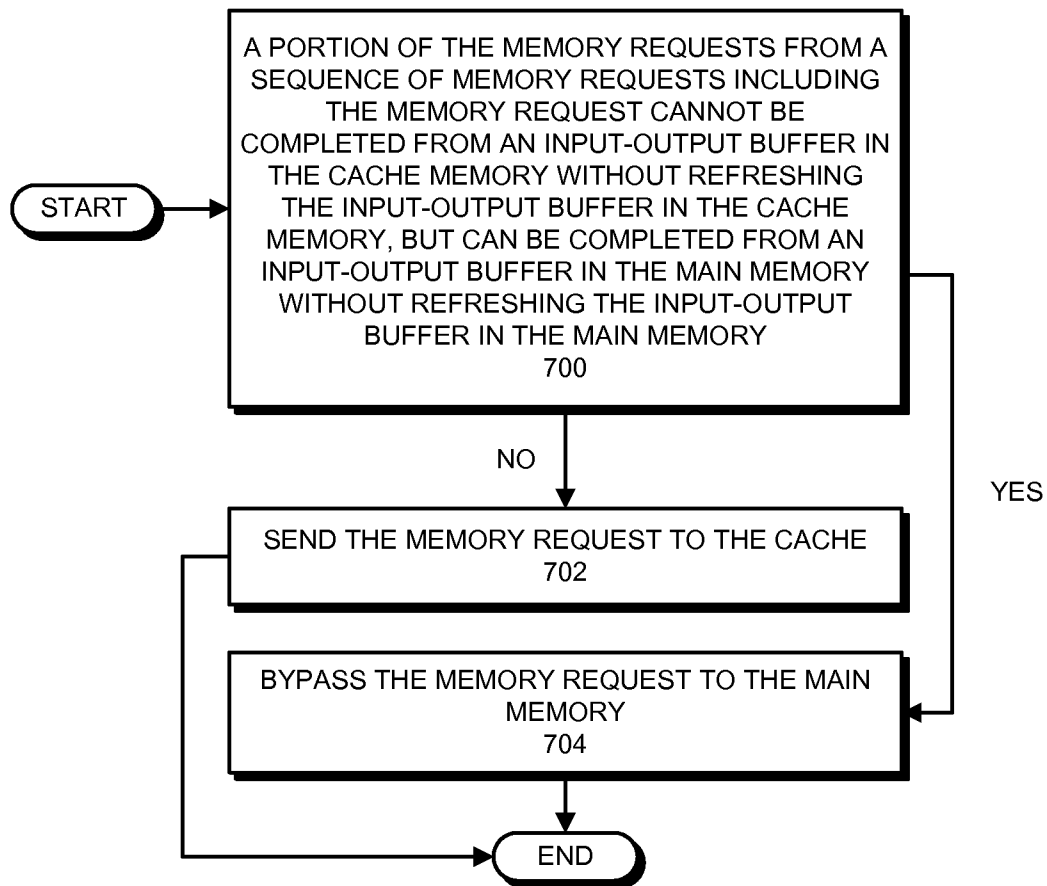 START
A PORTION OF THE MEMORY REQUESTS FROM A
SEQUENCE OF MEMORY REQUESTS INCLUDING
THE MEMORY REQUEST CANNOT BE
COMPLETED FROM AN INPUT-OUTPUT BUFFER IN
THE CACHE MEMORY WITHOUT REFRESHING
THE INPUT-OUTPUT BUFFER IN THE CACHE
MEMORY, BUT CAN BE COMPLETED FROM AN
INPUT-OUTPUT BUFFER IN THE MAIN MEMORY
WITHOUT REFRESHING THE INPUT-OUTPUT
BUFFER IN THE MAIN MEMORY
700
NO
YES
SEND THE MEMORY REQUEST TO THE CACHE
702
BYPASS THE MEMORY REQUEST TO THE MAIN
MEMORY
704
END